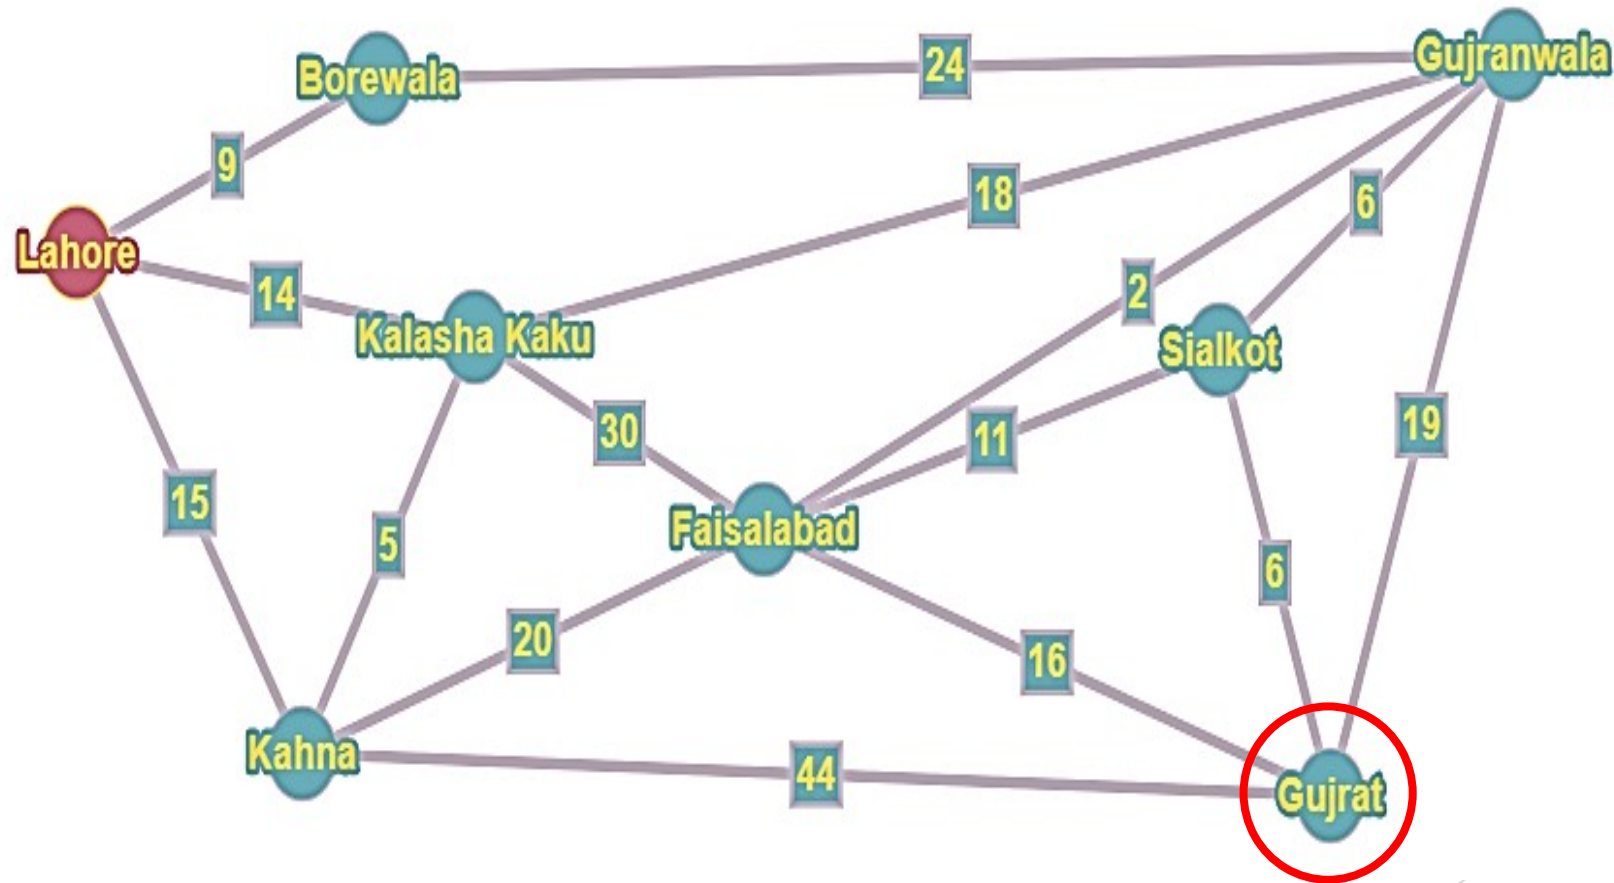 Borewala
24
Gujranwala
9
18
6
Lahore
14
2
Kalasha Kaku
Sialkot
30
11
19
15
5
Faisalabad
6
20
16
Kahna
44
Gujrat